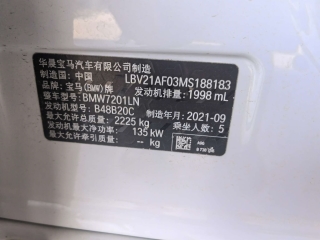 华晨宝马汽车有限公司制造
制造国: 中国 LBV21AF03MS188183
品牌: 宝马(BMW)牌 发动机排量: 1998 mL
整车型号: BMW7201LN
发动机型号: B48B20C
最大允许总质量: 2225 kg 制造年月: 2021-09
发动机最大净功率: 135 kW 乘坐人数: 5
最大允许牵引质量: -- kg